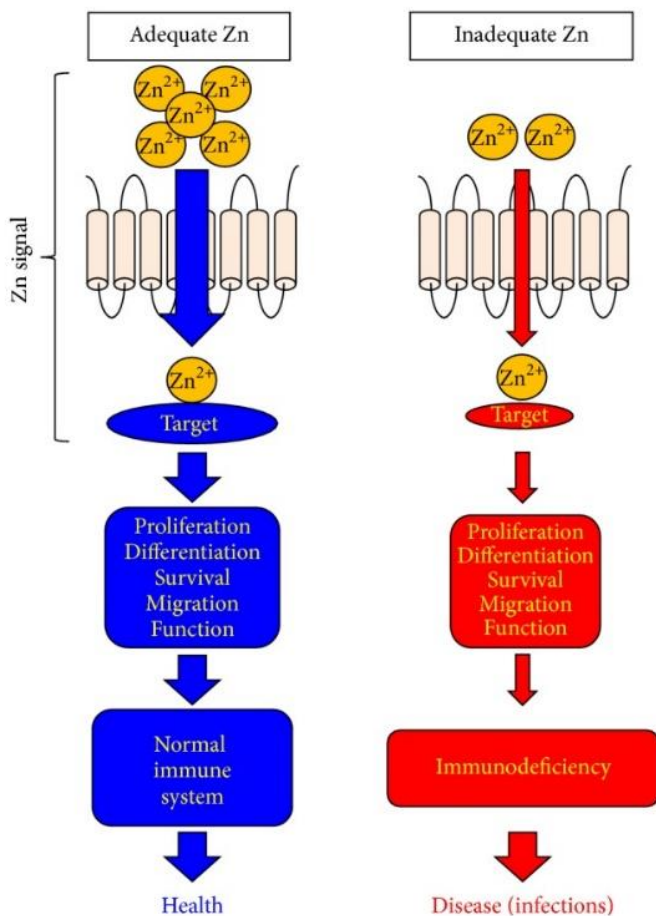 Adequate Zn
Zn²⁺
Zn²⁺
Zn²⁺
Zn²⁺
Zn²⁺
Zn signal
Zn²⁺
Target
Proliferation
Differentiation
Survival
Migration
Function
Normal
immune
system
Health
Inadequate Zn
Zn²⁺
Zn²⁺
Zn²⁺
Target
Proliferation
Differentiation
Survival
Migration
Function
Immunodeficiency
Disease (infections)